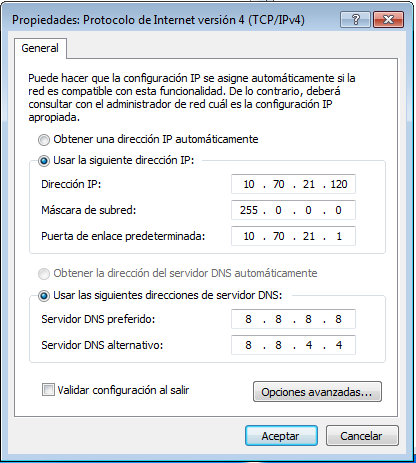 Propiedades: Protocolo de Internet versión 4 (TCP/IPv4)
General
Puede hacer que la configuración IP se asigne automáticamente si la
red es compatible con esta funcionalidad. De lo contrario, deberá
consultar con el administrador de red cuál es la configuración IP
apropiada.
Obtener una dirección IP automáticamente
Usar la siguiente dirección IP:
Dirección IP: 10 . 70 . 21 . 120
Máscara de subred: 255 . 0 . 0 . 0
Puerta de enlace predeterminada: 10 . 70 . 21 . 1
Obtener la dirección del servidor DNS automáticamente
Usar las siguientes direcciones de servidor DNS:
Servidor DNS preferido: 8 . 8 . 8 . 8
Servidor DNS alternativo: 8 . 8 . 4 . 4
Validar configuración al salir
Opciones avanzadas...
Aceptar Cancelar